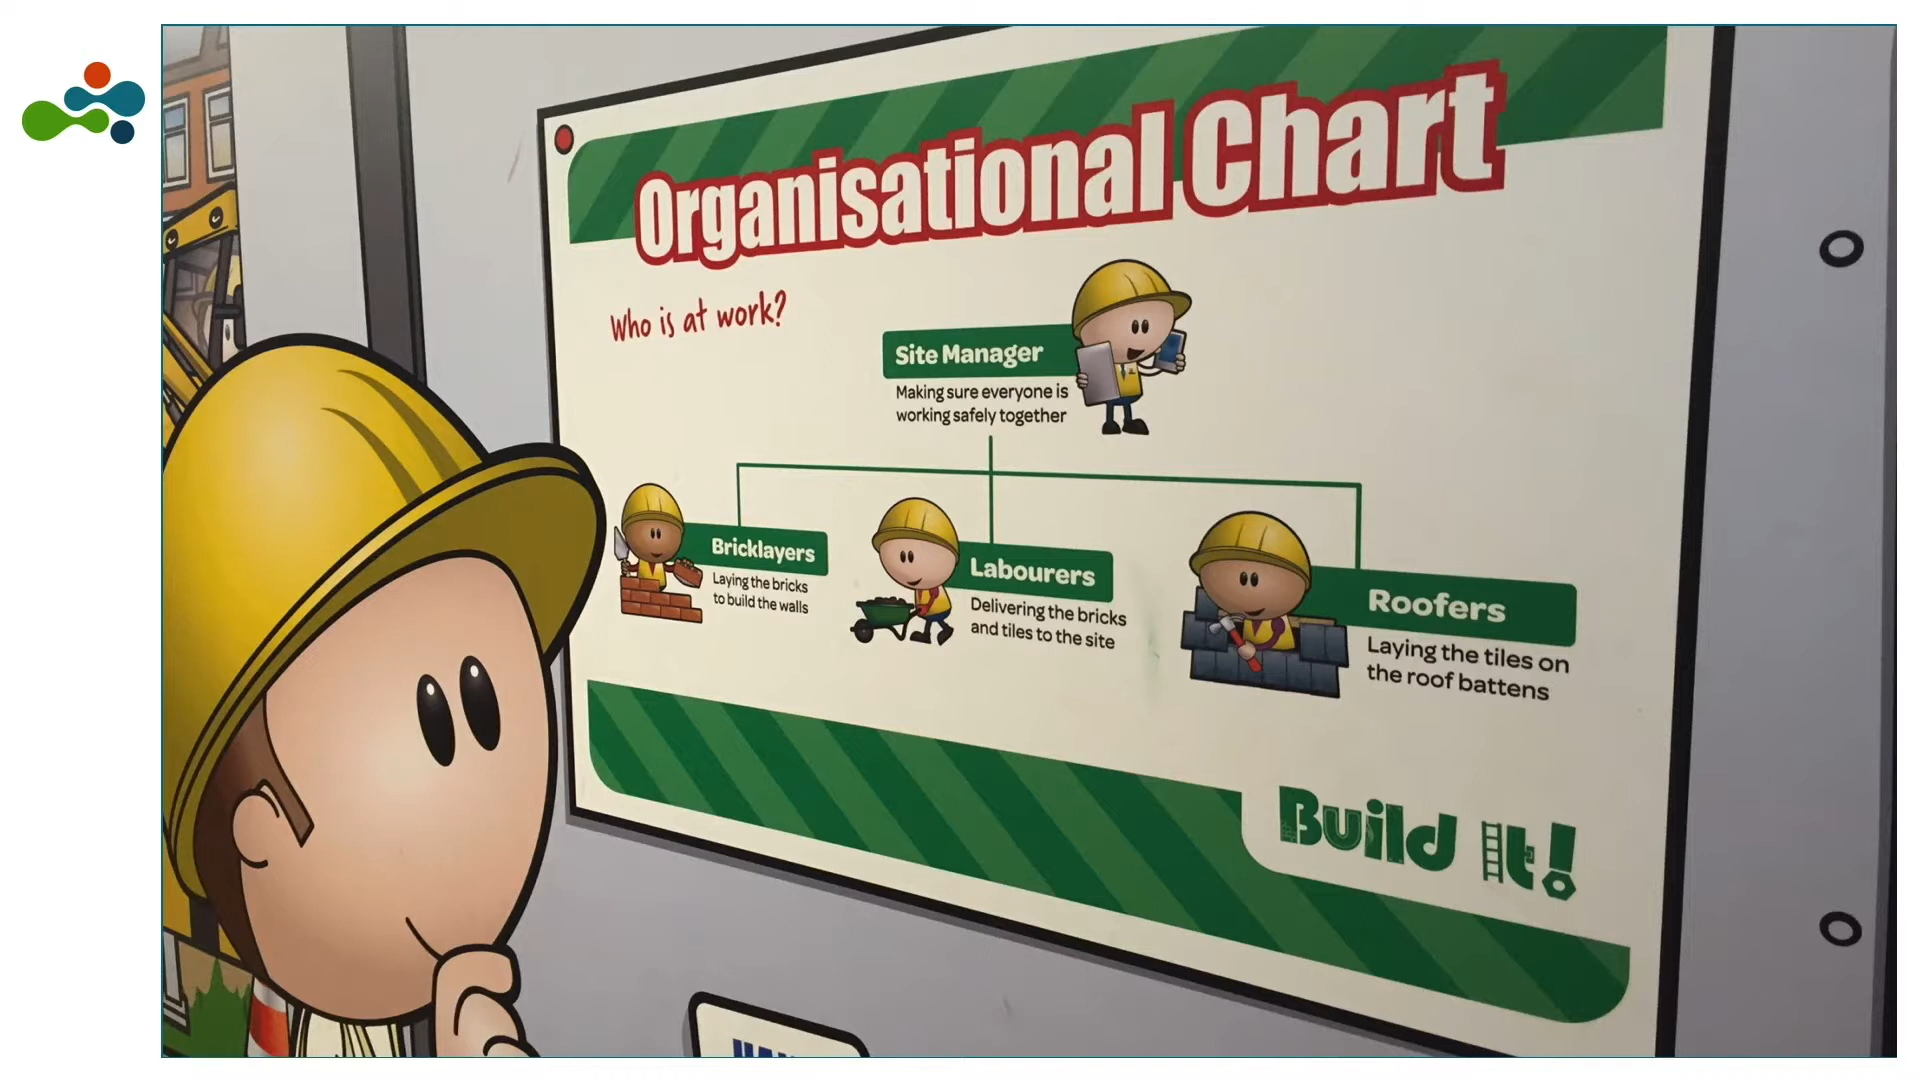 Organisational Chart
Who is at work?
Site Manager
Making sure everyone is
working safely together
Bricklayers
Laying the bricks
to build the walls
Labourers
Delivering the bricks
and tiles to the site
Roofers
Laying the tiles on
the roof battens
Build It!